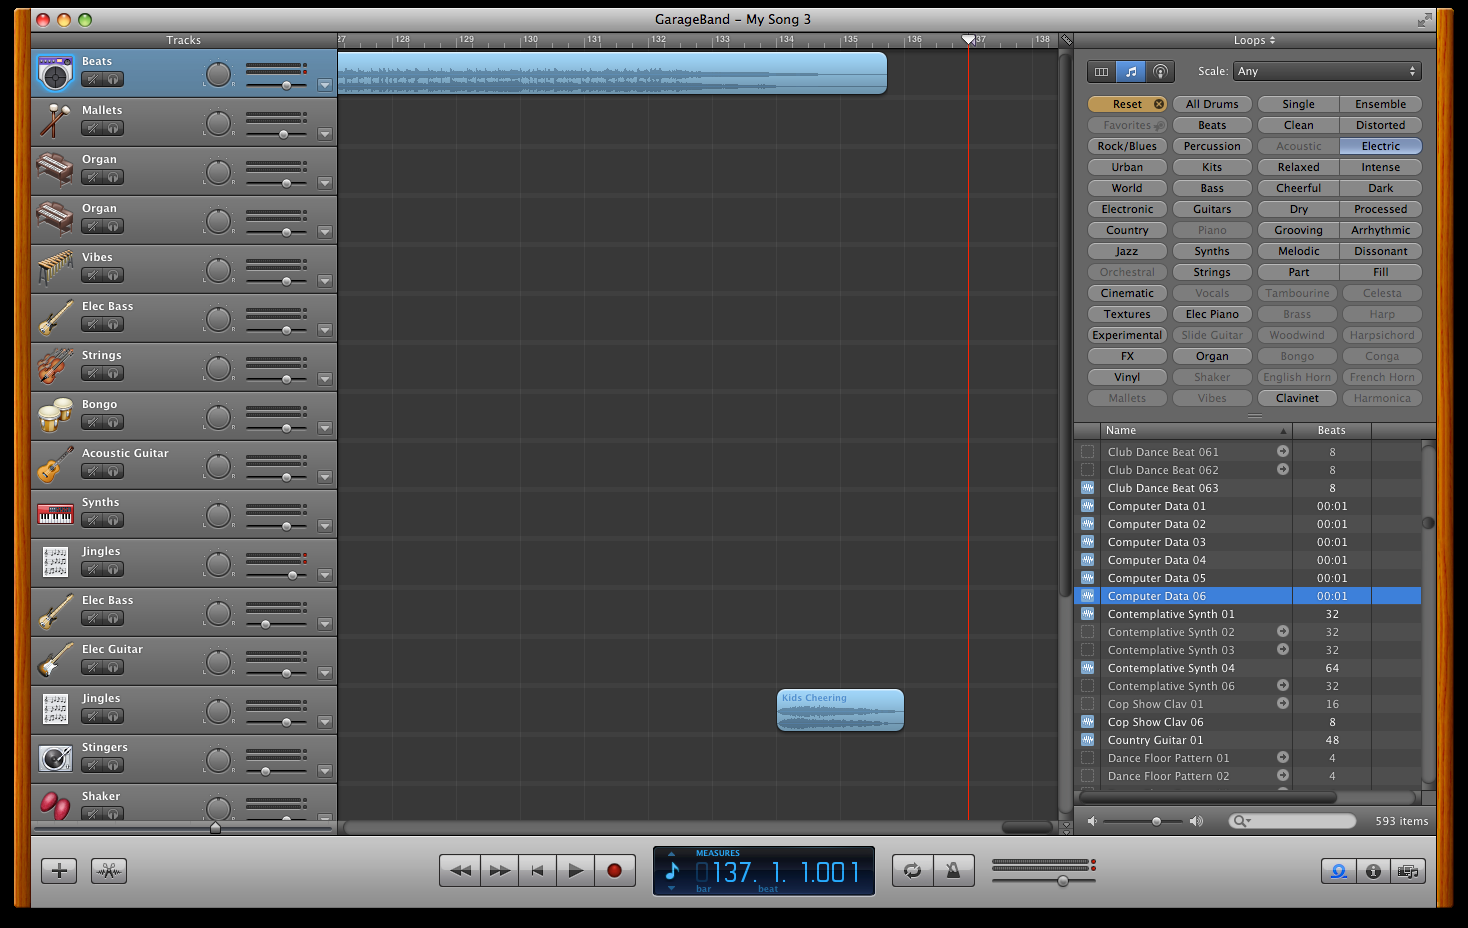 GarageBand – My Song 3
Tracks
27 128 129 130 131 132 133 134 135 136 137 138
Loops
Beats
Mallets
L R
Organ
L R
Organ
L R
Vibes
L R
Elec Bass
L R
Strings
L R
Bongo
L R
Acoustic Guitar
L R
Synths
L R
Jingles
L R
Elec Bass
L R
Elec Guitar
L R
Jingles
L R
Kids Cheering
Stingers
L R
Shaker
L R
Scale: Any
Reset All Drums Single Ensemble
Favorites Beats Clean Distorted
Rock/Blues Percussion Acoustic Electric
Urban Kits Relaxed Intense
World Bass Cheerful Dark
Electronic Guitars Dry Processed
Country Piano Grooving Arrhythmic
Jazz Synths Melodic Dissonant
Orchestral Strings Part Fill
Cinematic Vocals Tambourine Celesta
Textures Elec Piano Brass Harp
Experimental Slide Guitar Woodwind Harpsichord
FX Organ Bongo Conga
Vinyl Shaker English Horn French Horn
Mallets Vibes Clavinet Harmonica
Name Beats
Club Dance Beat 061 8
Club Dance Beat 062 8
Club Dance Beat 063 8
Computer Data 01 00:01
Computer Data 02 00:01
Computer Data 03 00:01
Computer Data 04 00:01
Computer Data 05 00:01
Computer Data 06 00:01
Contemplative Synth 01 32
Contemplative Synth 02 32
Contemplative Synth 03 32
Contemplative Synth 04 64
Contemplative Synth 06 32
Cop Show Clav 01 16
Cop Show Clav 06 8
Country Guitar 01 48
Dance Floor Pattern 01 4
Dance Floor Pattern 02 4
593 items
MEASURES
137. 1. 1.001
bar beat